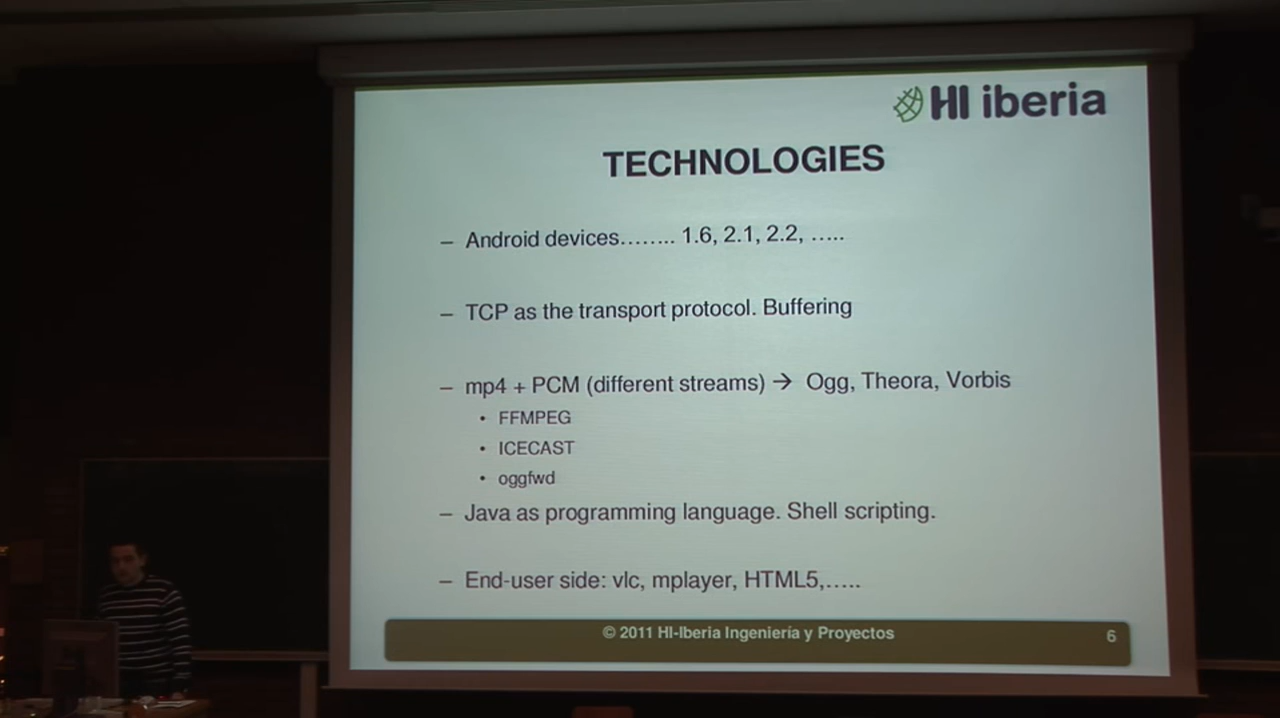 HI iberia
TECHNOLOGIES
– Android devices…….. 1.6, 2.1, 2.2, …..
– TCP as the transport protocol. Buffering
– mp4 + PCM (different streams) → Ogg, Theora, Vorbis
• FFMPEG
• ICECAST
• oggfwd
– Java as programming language. Shell scripting.
– End-user side: vlc, mplayer, HTML5,…..
© 2011 HI-Iberia Ingeniería y Proyectos 6